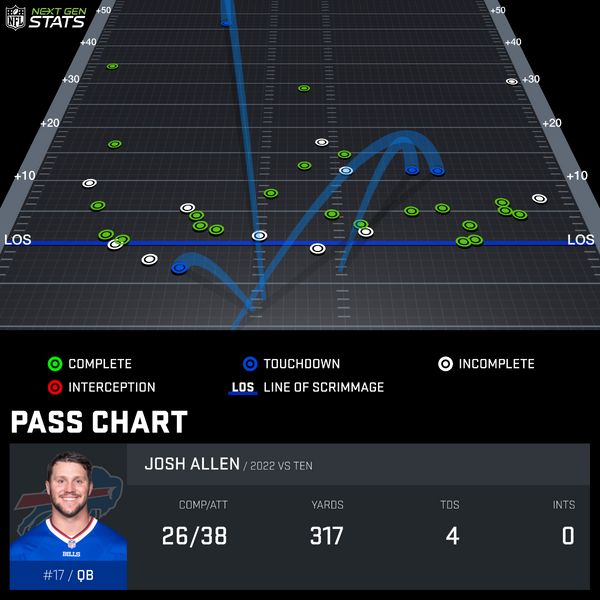 NFL NEXT GEN STATS
+50 +50
+40 +40
+30 +30
+20 +20
+10 +10
LOS LOS
COMPLETE TOUCHDOWN INCOMPLETE
INTERCEPTION LOS LINE OF SCRIMMAGE
PASS CHART
JOSH ALLEN / 2022 VS TEN
COMP/ATT YARDS TDS INTS
26/38 317 4 0
BILLS
#17 / QB